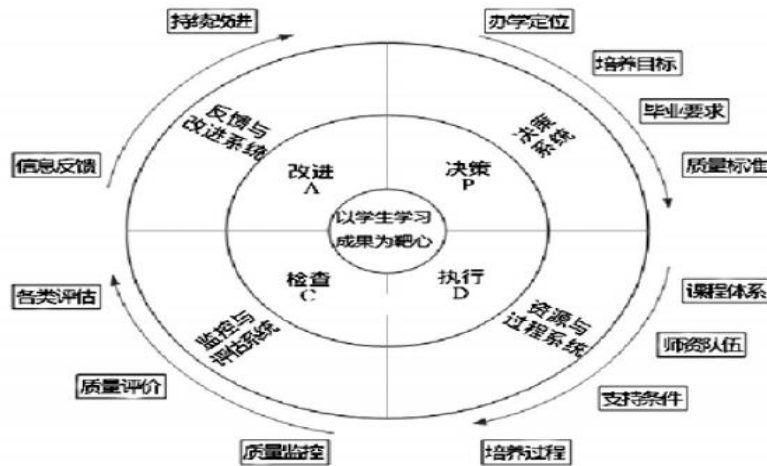 持续改进
办学定位
培养目标
毕业要求
质量标准
信息反馈
反馈与
改进系统
决策
系统
改进
A
决策
P
以学生学习
成果为靶心
检查
C
执行
D
监控与
评估系统
资源与
过程系统
各类评估
质量评价
质量监控
课程体系
师资队伍
支持条件
培养过程